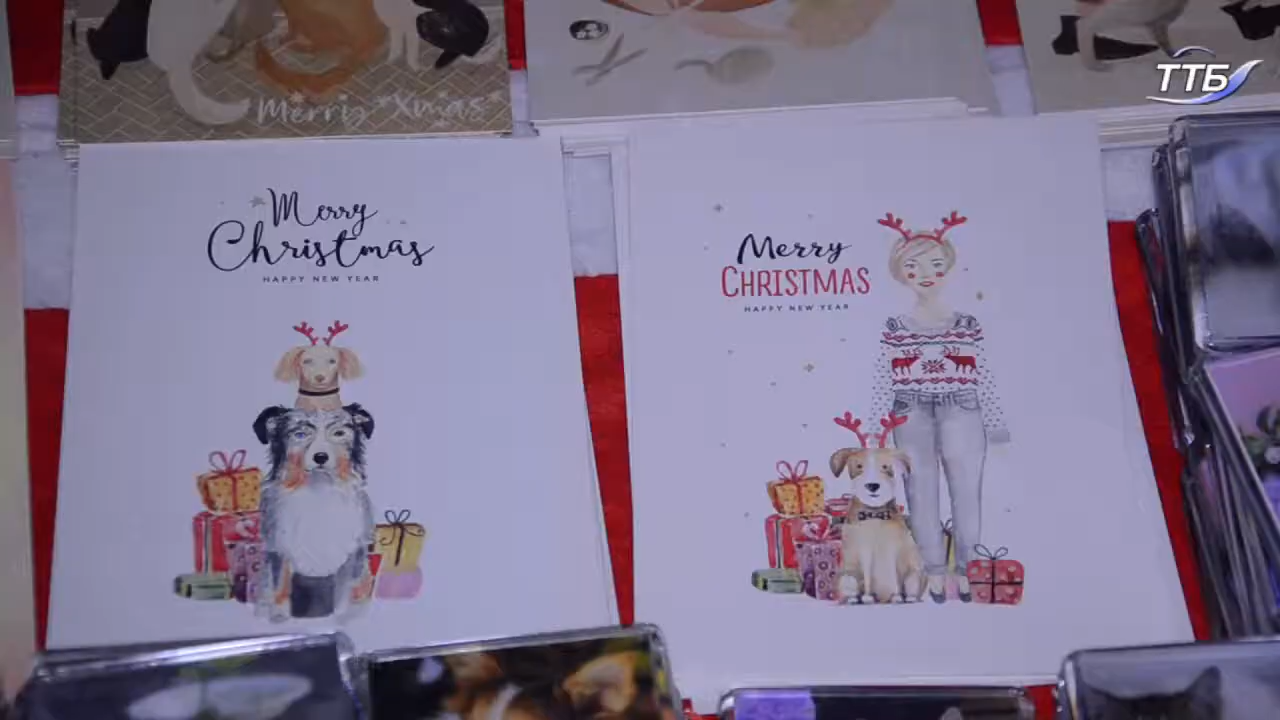 Merry *Xmas*
ТТБ
Merry
Christmas
HAPPY NEW YEAR
Merry
CHRISTMAS
HAPPY NEW YEAR